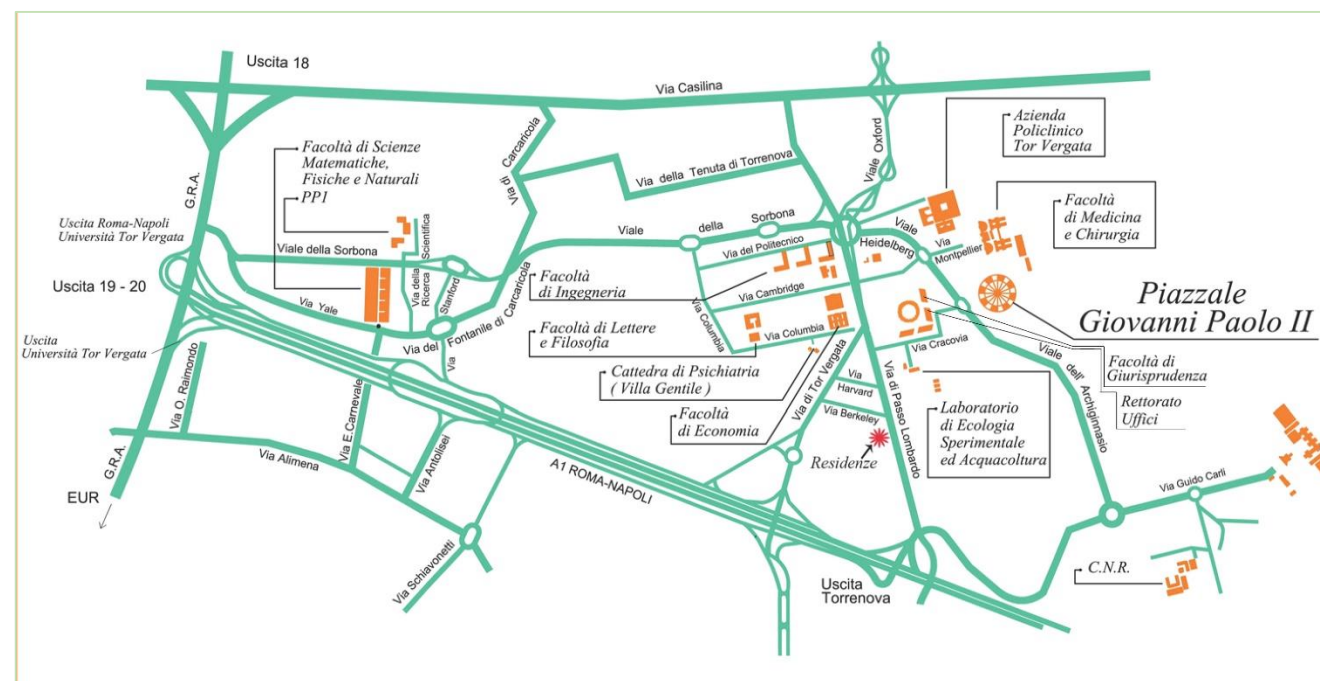 Uscita 18
Via Casilina
Azienda
Policlinico
Tor Vergata
Facoltà di Scienze
Matematiche,
Fisiche e Naturali
PPI
G.R.A.
Via di Carcaricola
Via della Tenuta di Torrenova
Viale Oxford
Facoltà
di Medicina
e Chirurgia
Uscita Roma-Napoli
Università Tor Vergata
Viale della Sorbona
Via della
Ricerca
Scientifica
Viale
della
Sorbona
Via del Politecnico
Viale
Heidelberg
Via
Montpellier
Uscita 19 - 20
Via Yale
Stanford
Via
Via del Fontanile di Carcaricola
Facoltà
di Ingegneria
Via Cambridge
Piazzale
Giovanni Paolo II
Uscita
Università Tor Vergata
Facoltà di Lettere
e Filosofia
Via Columbia
Via Columbia
Via Cracovia
Viale dell' Archiginnasio
Facoltà di
Giurisprudenza
Rettorato
Uffici
Cattedra di Psichiatria
( Villa Gentile )
Via di Tor Vergata
Via
Harvard
Via Berkeley
Via di Passo Lombardo
Facoltà
di Economia
Laboratorio
di Ecologia
Sperimentale
ed Acquacoltura
Residenze
Via O. Raimondo
Via E.Carnevale
Via Antolisei
Via Alimena
A1 ROMA-NAPOLI
G.R.A.
EUR
Via Guido Carli
Via Schiavonetti
Uscita
Torrenova
C.N.R.